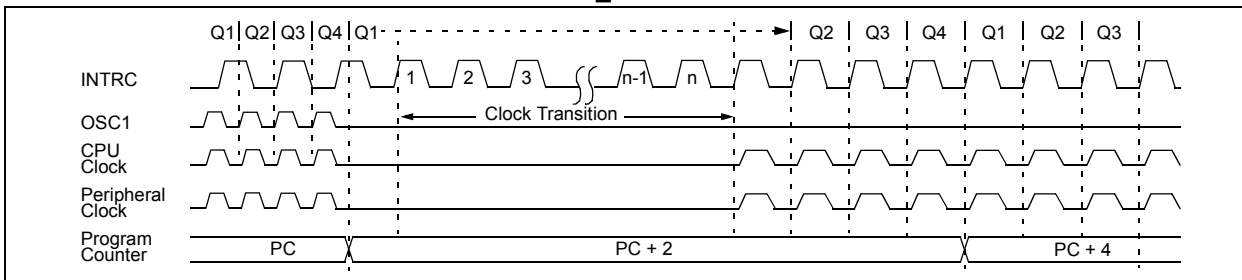 Q1 Q2 Q3 Q4 Q1 Q2 Q3 Q4 Q1 Q2 Q3
INTRC 1 2 3 n-1 n
Clock Transition
OSC1
CPU
Clock
Peripheral
Clock
Program
Counter
PC PC + 2 PC + 4